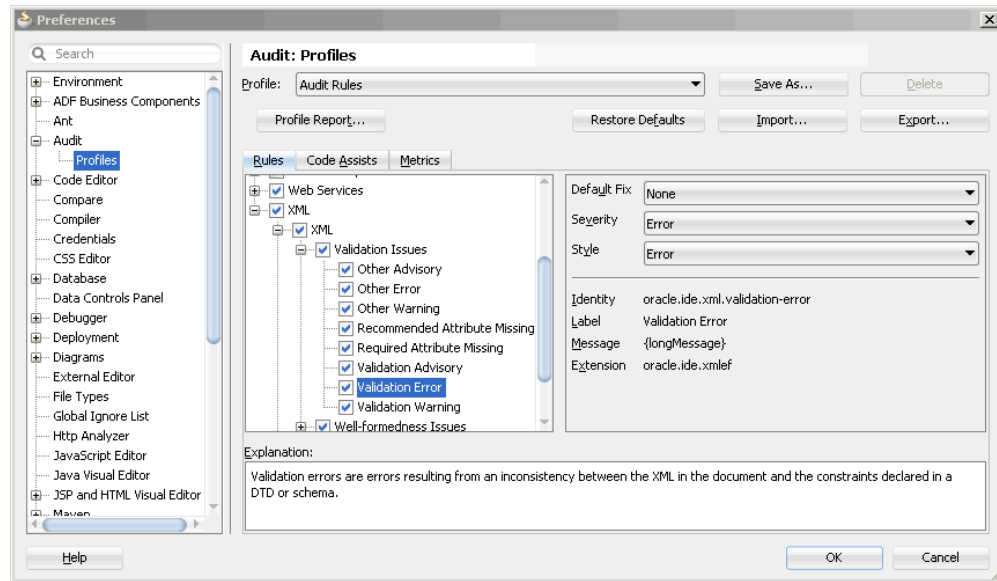 Preferences
Search
Environment
ADF Business Components
Ant
Audit
Profiles
Code Editor
Compare
Compiler
Credentials
CSS Editor
Database
Data Controls Panel
Debugger
Deployment
Diagrams
External Editor
File Types
Global Ignore List
Http Analyzer
JavaScript Editor
Java Visual Editor
JSP and HTML Visual Editor
Maven
Audit: Profiles
Profile: Audit Rules Save As... Delete
Profile Report... Restore Defaults Import... Export...
Rules Code Assists Metrics
Web Services
XML
XML
Validation Issues
Other Advisory
Other Error
Other Warning
Recommended Attribute Missing
Required Attribute Missing
Validation Advisory
Validation Error
Validation Warning
Well-formedness Issues
Default Fix None
Severity Error
Style Error
Identity oracle.ide.xml.validation-error
Label Validation Error
Message {longMessage}
Extension oracle.ide.xmlef
Explanation:
Validation errors are errors resulting from an inconsistency between the XML in the document and the constraints declared in a
DTD or schema.
Help OK Cancel